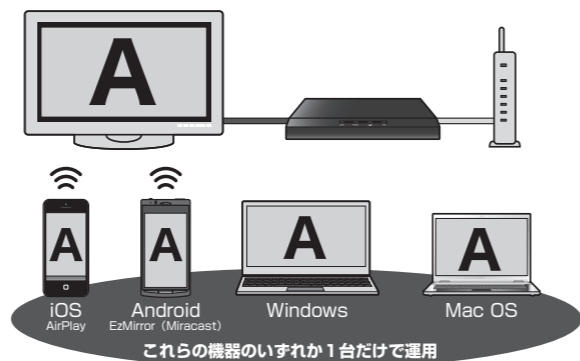 A
A
A
A
A
iOS
AirPlay
Android
EzMirror（Miracast）
Windows
Mac OS
これらの機器のいずれか1台だけで運用